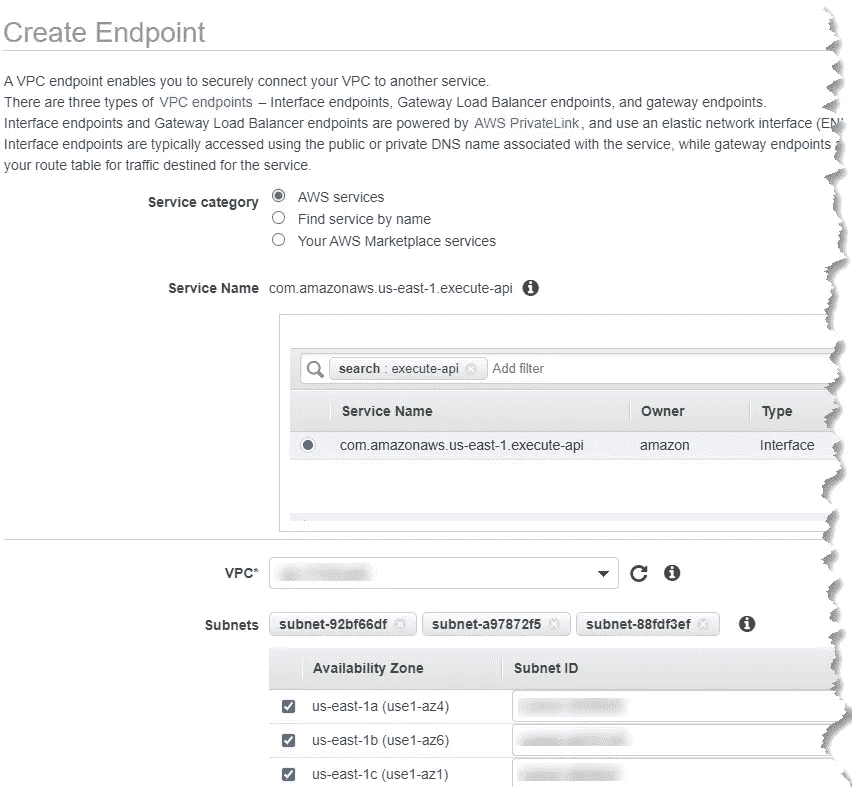 Create Endpoint
A VPC endpoint enables you to securely connect your VPC to another service.
There are three types of VPC endpoints – Interface endpoints, Gateway Load Balancer endpoints, and gateway endpoints.
Interface endpoints and Gateway Load Balancer endpoints are powered by AWS PrivateLink, and use an elastic network interface (EN
Interface endpoints are typically accessed using the public or private DNS name associated with the service, while gateway endpoints
your route table for traffic destined for the service.
Service category AWS services
Find service by name
Your AWS Marketplace services
Service Name com.amazonaws.us-east-1.execute-api
search : execute-api Add filter
Service Name Owner Type
com.amazonaws.us-east-1.execute-api amazon Interface
VPC*
Subnets subnet-92bf66df subnet-a97872f5 subnet-88fdf3ef
Availability Zone Subnet ID
us-east-1a (use1-az4)
us-east-1b (use1-az6)
us-east-1c (use1-az1)